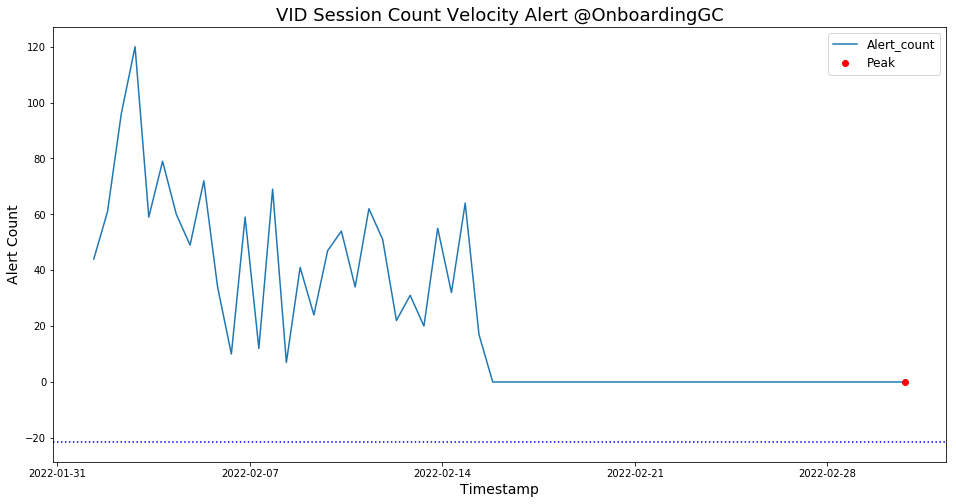 VID Session Count Velocity Alert @OnboardingGC
Alert_count
Peak
120
100
80
60
40
20
0
−20
Alert Count
2022-01-31
2022-02-07
2022-02-14
2022-02-21
2022-02-28
Timestamp